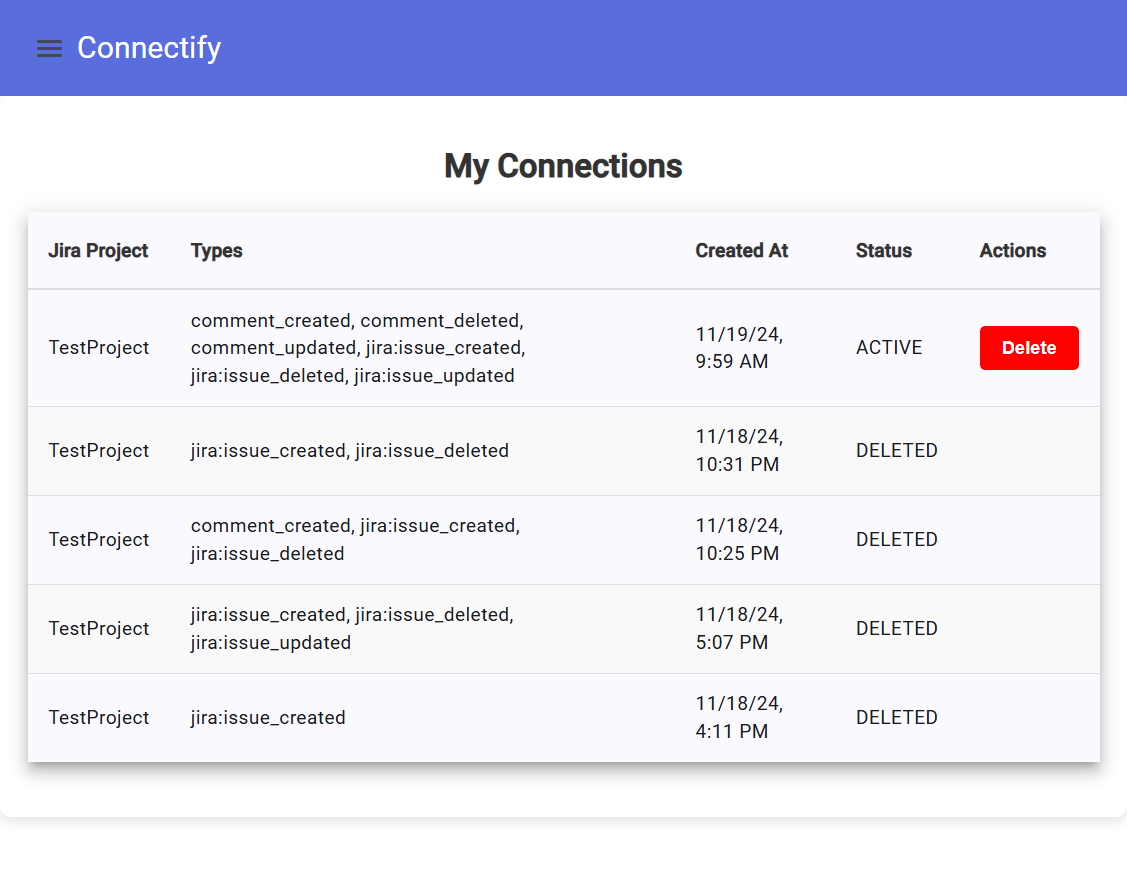 Connectify
My Connections
Jira Project Types Created At Status Actions
comment_created, comment_deleted,
comment_updated, jira:issue_created,
jira:issue_deleted, jira:issue_updated
TestProject
11/19/24,
9:59 AM
ACTIVE
Delete
TestProject
jira:issue_created, jira:issue_deleted
11/18/24,
10:31 PM
DELETED
TestProject
comment_created, jira:issue_created,
jira:issue_deleted
11/18/24,
10:25 PM
DELETED
TestProject
jira:issue_created, jira:issue_deleted,
jira:issue_updated
11/18/24,
5:07 PM
DELETED
TestProject
jira:issue_created
11/18/24,
4:11 PM
DELETED